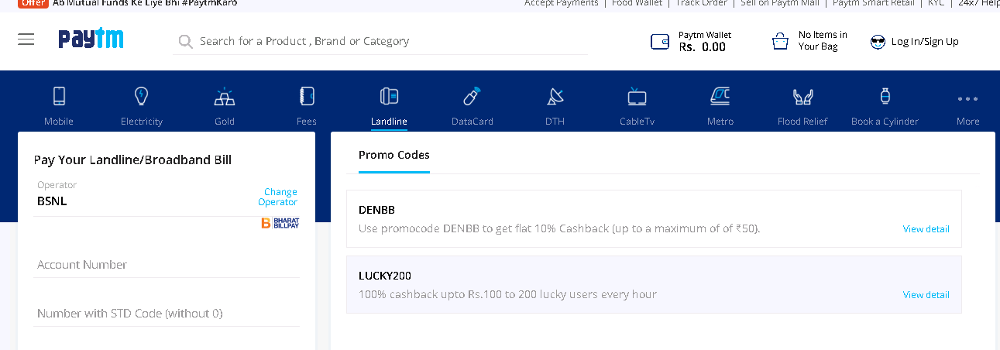 Offer Ab Mutual Funds Ke Liye Bhi #PaytmKaro
Accept Payments | Food Wallet | Track Order | Sell on Paytm Mall | Paytm Smart Retail | KYC | 24x7 Help
paytm
Search for a Product , Brand or Category
Paytm Wallet
Rs. 0.00
No Items in
Your Bag
Log In/Sign Up
Mobile
Electricity
Gold
Fees
Landline
DataCard
DTH
CableTv
Metro
Flood Relief
Book a Cylinder
More
Pay Your Landline/Broadband Bill
Operator
BSNL
Change
Operator
B BHARAT
BILLPAY
Account Number
Number with STD Code (without 0)
Promo Codes
DENBB
Use promocode DENBB to get flat 10% Cashback (up to a maximum of of ₹50).
View detail
LUCKY200
100% cashback upto Rs.100 to 200 lucky users every hour
View detail